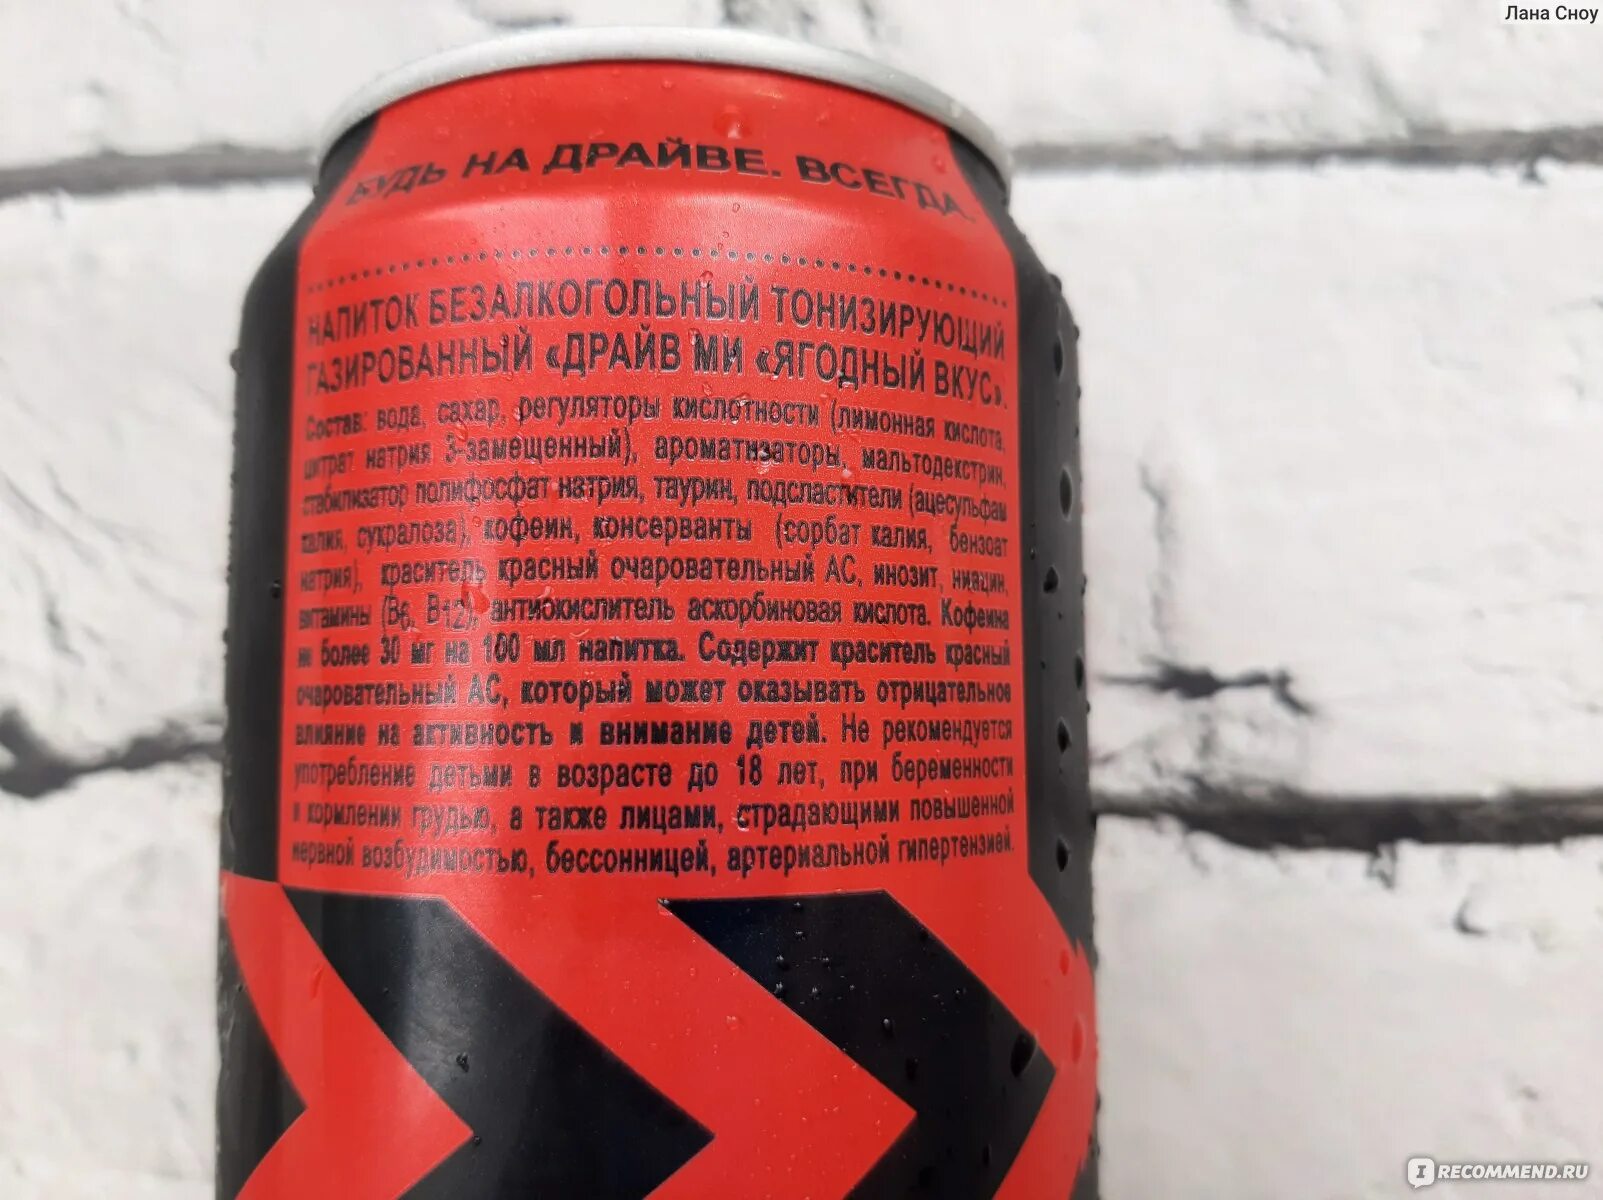 Лана Сноу
БУДЬ НА ДРАЙВЕ. ВСЕГДА.
НАПИТОК БЕЗАЛКОГОЛЬНЫЙ ТОНИЗИРУЮЩИЙ
ГАЗИРОВАННЫЙ «ДРАЙВ МИ «ЯГОДНЫЙ ВКУС».
Состав: вода, сахар, регуляторы кислотности (лимонная кислота,
цитрат натрия 3-замещенный), ароматизаторы, мальтодекстрин,
стабилизатор полифосфат натрия, таурин, подсластители (ацесульфам
калия, сукралоза), кофеин, консерванты (сорбат калия, бензоат
натрия), краситель красный очаровательный АС, инозит, ниацин,
витамины (B6, B12), антиокислитель аскорбиновая кислота. Кофеина
не более 30 мг на 100 мл напитка. Содержит краситель красный
очаровательный АС, который может оказывать отрицательное
влияние на активность и внимание детей. Не рекомендуется
употребление детьми в возрасте до 18 лет, при беременности
и кормлении грудью, а также лицами, страдающими повышенной
нервной возбудимостью, бессонницей, артериальной гипертензией.
IRECOMMEND.RU